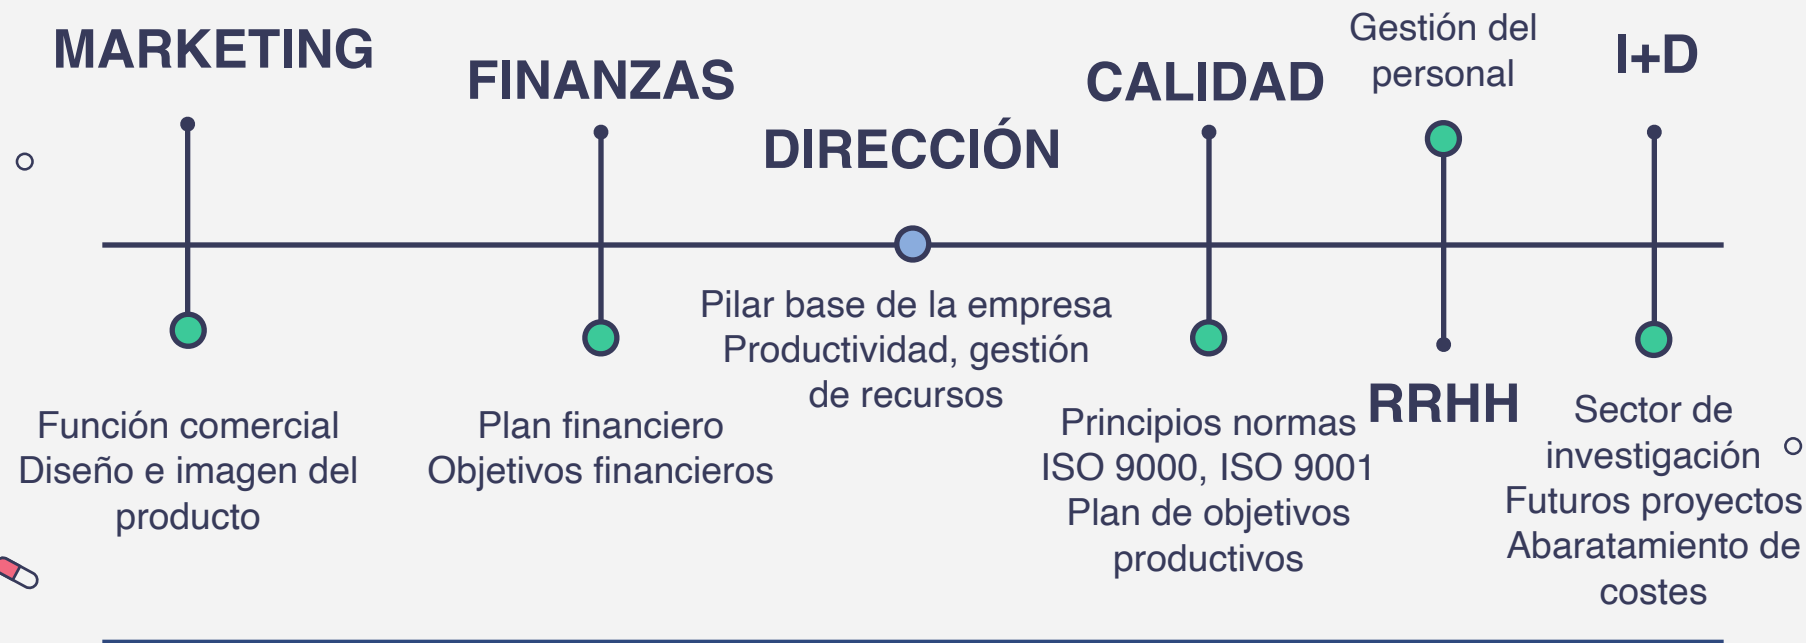 MARKETING
Función comercial
Diseño e imagen del
producto
FINANZAS
Plan financiero
Objetivos financieros
DIRECCIÓN
Pilar base de la empresa
Productividad, gestión
de recursos
CALIDAD
Principios normas
ISO 9000, ISO 9001
Plan de objetivos
productivos
Gestión del
personal
RRHH
I+D
Sector de
investigación
Futuros proyectos
Abaratamiento de
costes